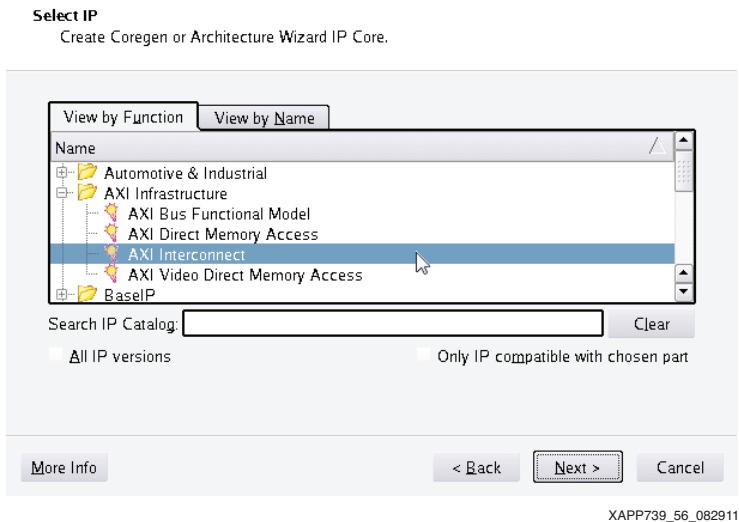 Select IP
Create Coregen or Architecture Wizard IP Core.
View by Function View by Name
Name
Automotive & Industrial
AXI Infrastructure
AXI Bus Functional Model
AXI Direct Memory Access
AXI Interconnect
AXI Video Direct Memory Access
BaseIP
Search IP Catalog: Clear
All IP versions Only IP compatible with chosen part
More Info < Back Next > Cancel
XAPP739_56_082911